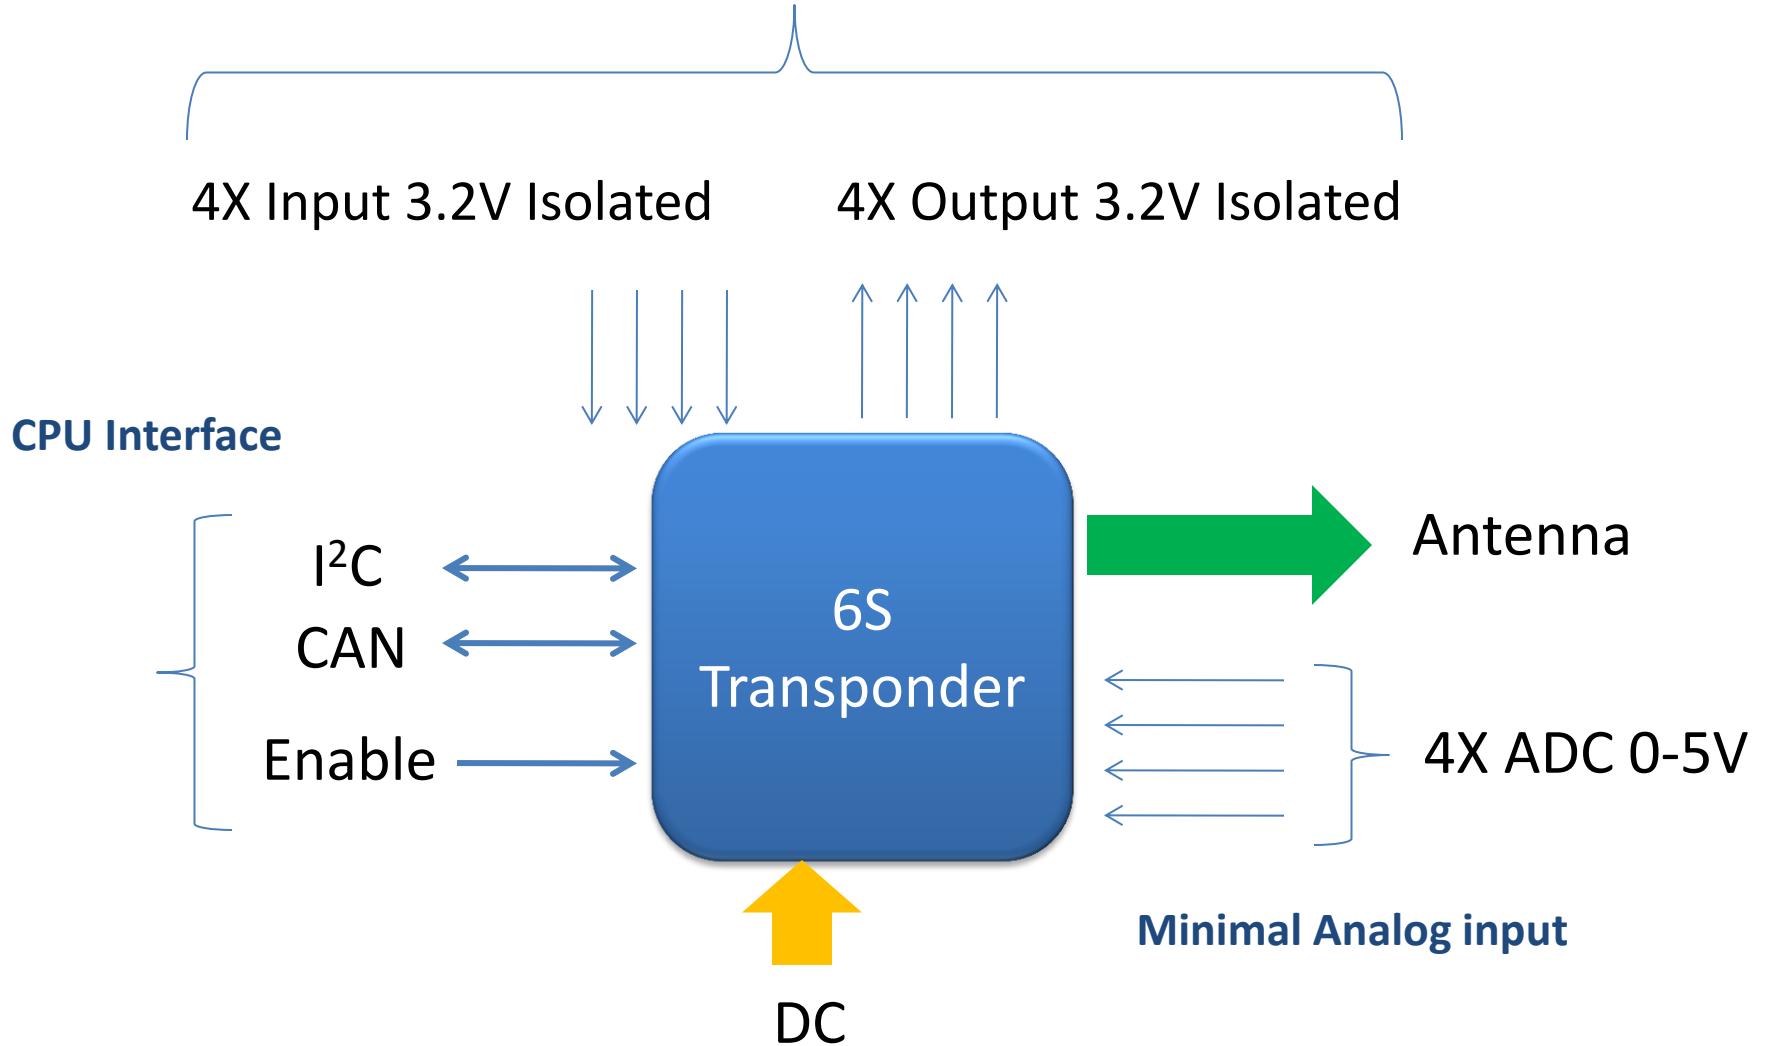 4X Input 3.2V Isolated
4X Output 3.2V Isolated
CPU Interface
I²C
CAN
Enable
6S
Transponder
Antenna
4X ADC 0-5V
Minimal Analog input
DC